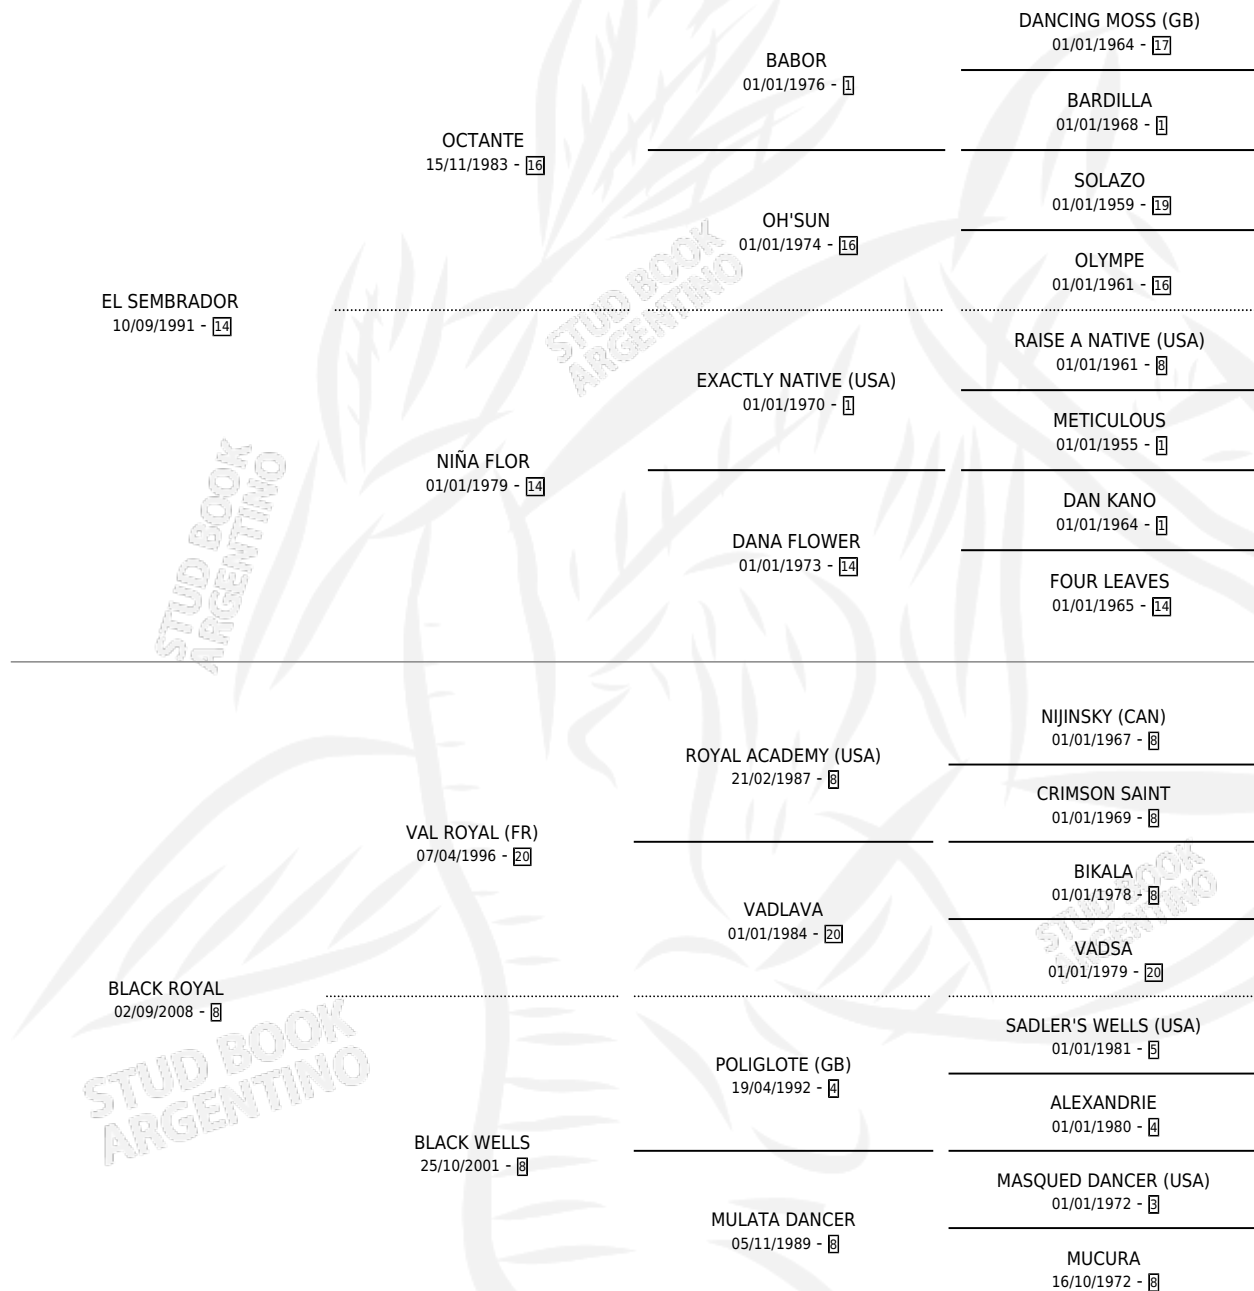 DANCING MOSS (GB)
01/01/1964 - 17
BABOR
01/01/1976 - 1
BARDILLA
01/01/1968 - 1
OCTANTE
15/11/1983 - 16
SOLAZO
01/01/1959 - 19
OH'SUN
01/01/1974 - 16
OLYMPE
01/01/1961 - 16
EL SEMBRADOR
10/09/1991 - 14
RAISE A NATIVE (USA)
01/01/1961 - 8
EXACTLY NATIVE (USA)
01/01/1970 - 1
METICULOUS
01/01/1955 - 1
NIÑA FLOR
01/01/1979 - 14
DAN KANO
01/01/1964 - 1
DANA FLOWER
01/01/1973 - 14
FOUR LEAVES
01/01/1965 - 14
STUD BOOK
ARGENTINO
STUD BOOK
ARGENTINO
NIJINSKY (CAN)
01/01/1967 - 8
ROYAL ACADEMY (USA)
21/02/1987 - 8
CRIMSON SAINT
01/01/1969 - 8
VAL ROYAL (FR)
07/04/1996 - 20
BIKALA
01/01/1978 - 8
VADLAVA
01/01/1984 - 20
VADSA
01/01/1979 - 20
BLACK ROYAL
02/09/2008 - 8
SADLER'S WELLS (USA)
01/01/1981 - 5
POLIGLOTE (GB)
19/04/1992 - 4
ALEXANDRIE
01/01/1980 - 4
BLACK WELLS
25/10/2001 - 8
MASQUED DANCER (USA)
01/01/1972 - 3
MULATA DANCER
05/11/1989 - 8
MUCURA
16/10/1972 - 8
STUD BOOK
ARGENTINO
STUD BOOK
ARGENTINO